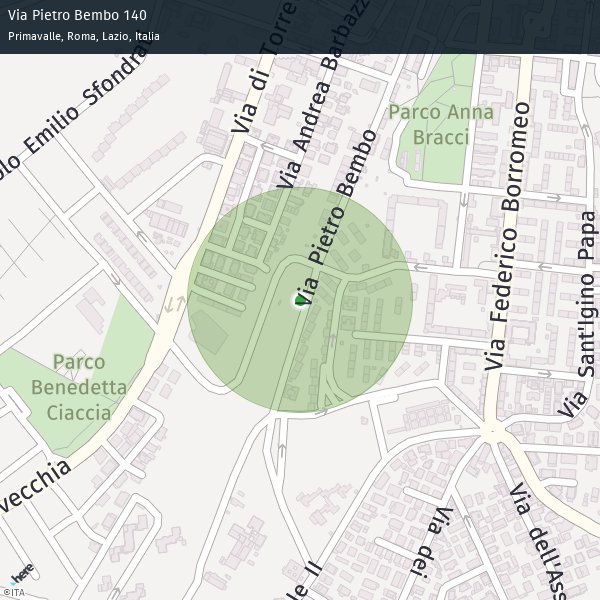 Via Pietro Bembo 140
Primavalle, Roma, Lazio, Italia
olo Emilio Sfondra
Via di Torre
Via Andrea Barbazz
Parco Anna
Bracci
Via Federico Borromeo
Via Pietro Bembo
Via Sant'Igino Papa
Parco
Benedetta
Ciaccia
vecchia
Via dei
Via dell'Ass
le II
here
©ITA